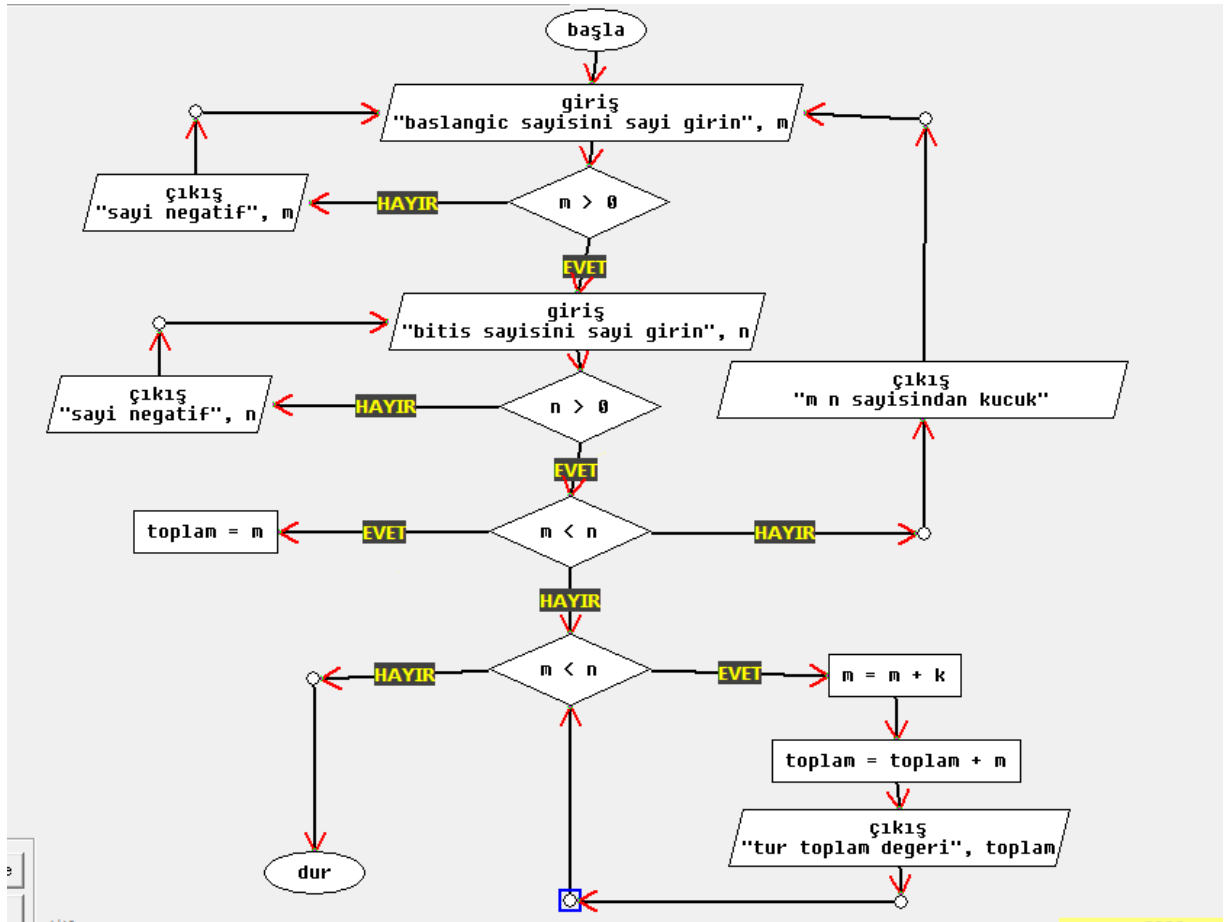 başla
giriş
"baslangic sayisini sayi girin", m
çıkış
"sayi negatif", m
HAYIR
m > 0
EVET
giriş
"bitis sayisini sayi girin", n
çıkış
"sayi negatif", n
HAYIR
n > 0
çıkış
"m n sayisindan kucuk"
EVET
toplam = m
EVET
m < n
HAYIR
HAYIR
HAYIR
m < n
EVET
m = m + k
toplam = toplam + m
çıkış
"tur toplam degeri", toplam
dur